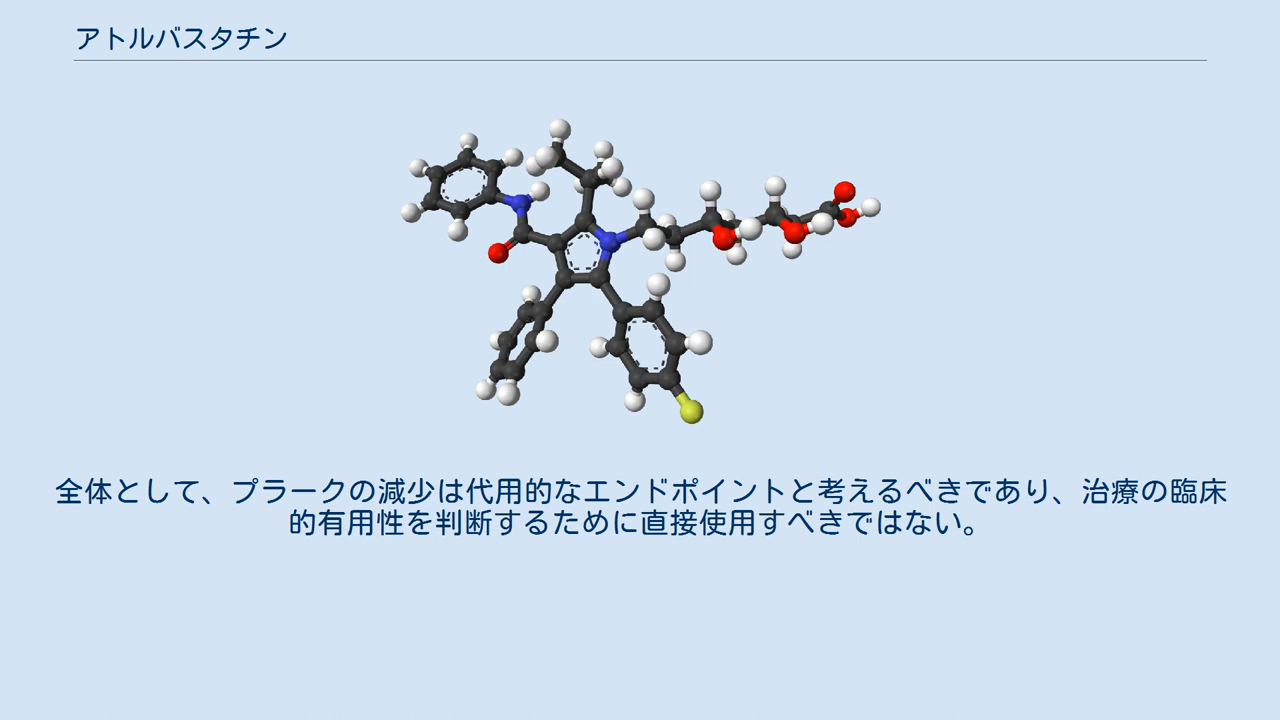 アトルバスタチン
全体として、プラークの減少は代用的なエンドポイントと考えるべきであり、治療の臨床
的有用性を判断するために直接使用すべきではない。